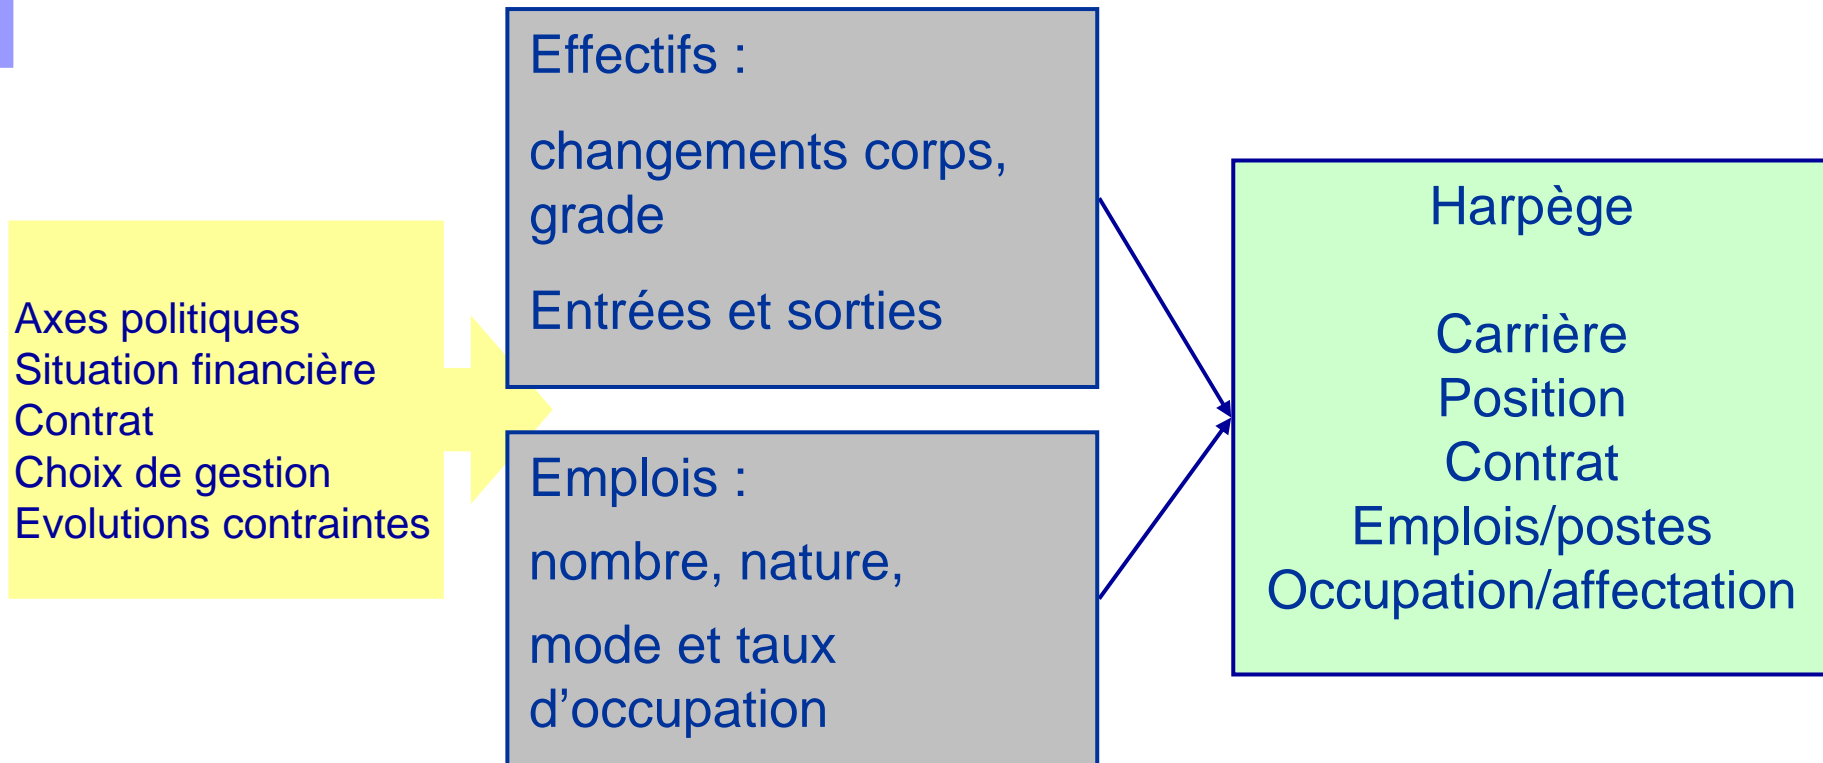 Axes politiques
Situation financière
Contrat
Choix de gestion
Evolutions contraintes
Effectifs :
changements corps,
grade
Entrées et sorties
Emplois :
nombre, nature,
mode et taux
d’occupation
Harpège
Carrière
Position
Contrat
Emplois/postes
Occupation/affectation